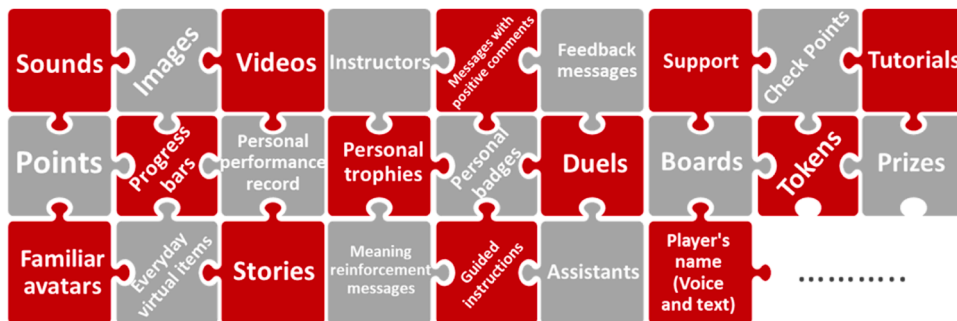 Sounds
Images
Videos
Instructors
Messages with
positive comments
Feedback
messages
Support
Check Points
Tutorials
Points
Progress
bars
Personal
performance
record
Personal
trophies
Personal
badges
Duels
Boards
Tokens
Prizes
Familiar
avatars
Everyday
virtual items
Stories
Meaning
reinforcement
messages
Guided
instructions
Assistants
Player's
name
(Voice
and text)
............